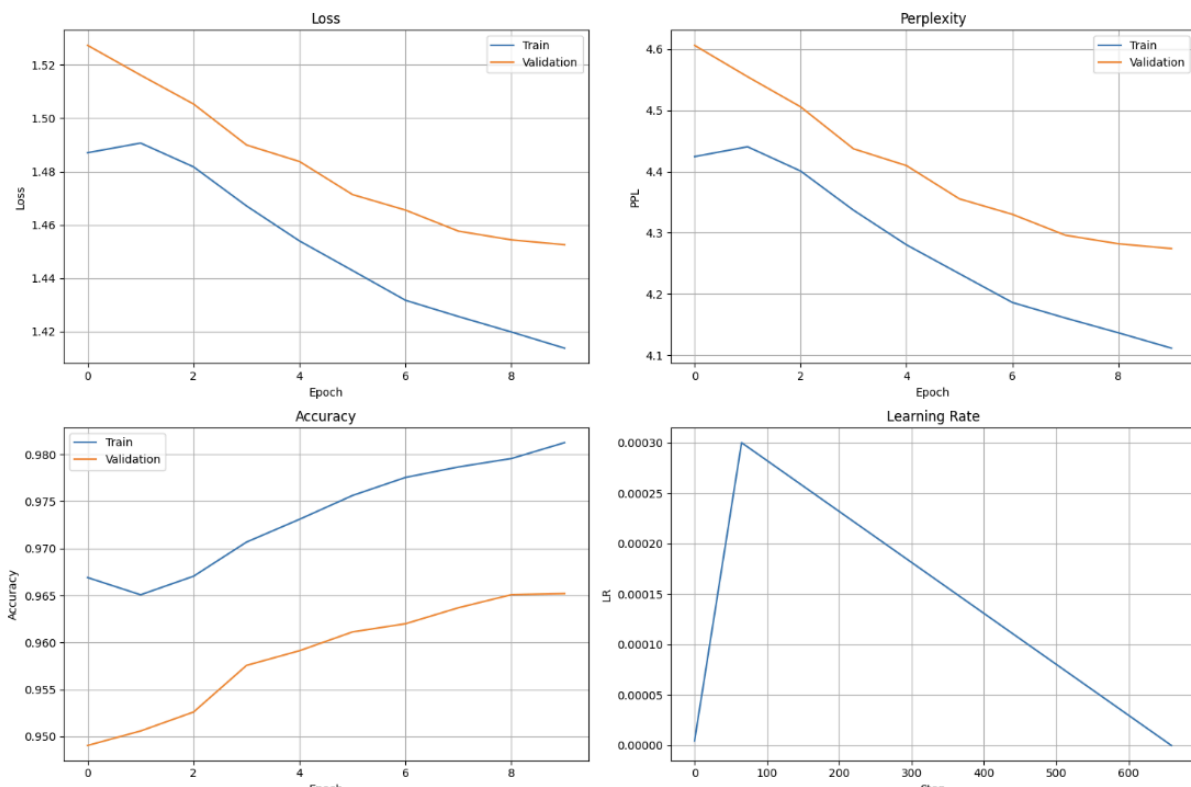 Loss
Train
Validation
1.52
1.50
1.48
1.46
1.44
1.42
Loss
0 2 4 6 8
Epoch
Perplexity
Train
Validation
4.6
4.5
4.4
4.3
4.2
4.1
PPL
0 2 4 6 8
Epoch
Accuracy
Train
Validation
0.980
0.975
0.970
0.965
0.960
0.955
0.950
Accuracy
0 2 4 6 8
Learning Rate
0.00030
0.00025
0.00020
0.00015
0.00010
0.00005
0.00000
LR
0 100 200 300 400 500 600